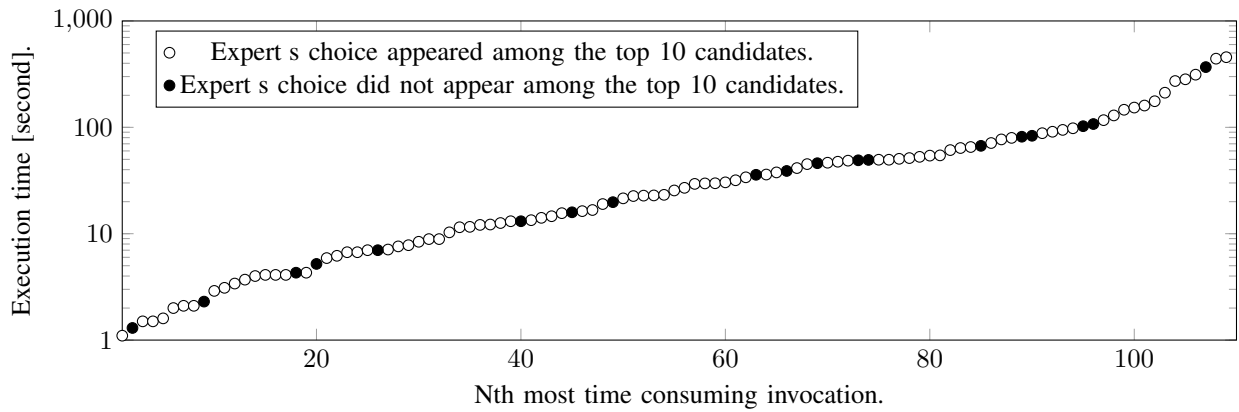 1,000
Expert s choice appeared among the top 10 candidates.
Expert s choice did not appear among the top 10 candidates.
100
10
1
Execution time [second].
20 40 60 80 100
Nth most time consuming invocation.